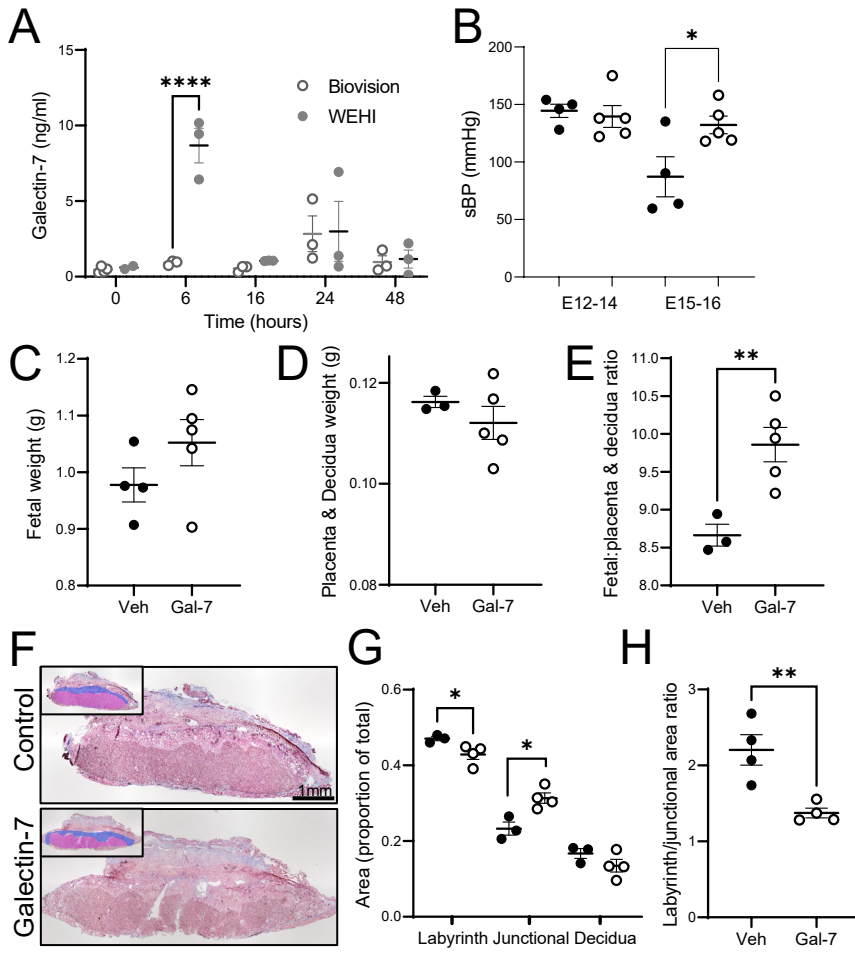 A
Galectin-7 (ng/ml)
15
10
5
0
****
Biovision
WEHI
0 6 16 24 48
Time (hours)
B
sBP (mmHg)
200
150
100
50
0
*
E12-14 E15-16
C
Fetal weight (g)
1.2
1.1
1.0
0.9
0.8
Veh Gal-7
D
Placenta & Decidua weight (g)
0.12
0.10
0.08
Veh Gal-7
E
Fetal:placenta & decidua ratio
11.0
10.5
10.0
9.5
9.0
8.5
8.0
**
Veh Gal-7
F
Control
1mm
Galectin-7
G
Area (proportion of total)
0.6
0.4
0.2
0.0
*
*
Labyrinth Junctional Decidua
H
Labyrinth/junctional area ratio
3
2
1
0
**
Veh Gal-7